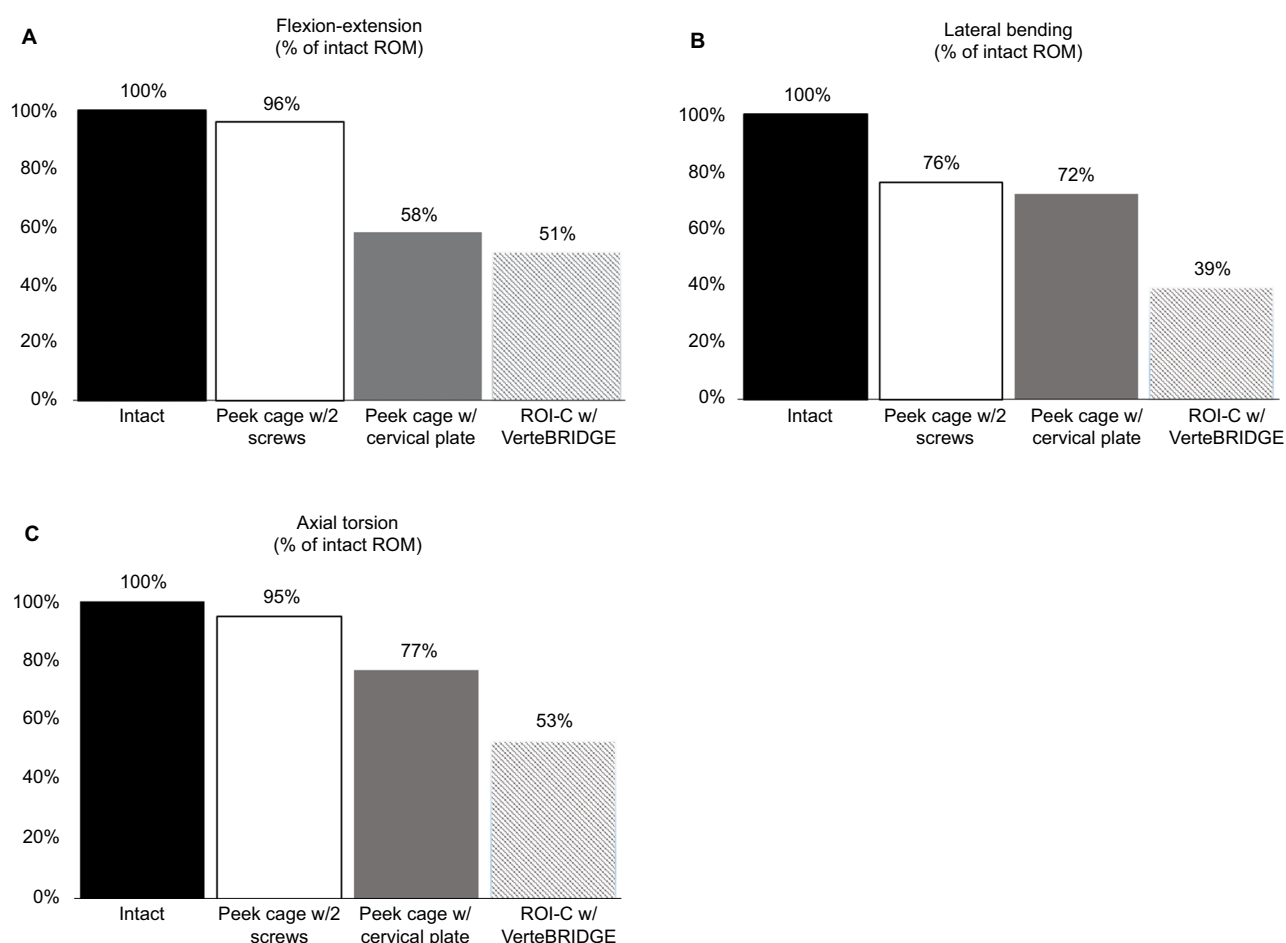 A
Flexion-extension
(% of intact ROM)
100%
80%
60%
40%
20%
0%
100%
96%
58%
51%
Intact
Peek cage w/2
screws
Peek cage w/
cervical plate
ROI-C w/
VerteBRIDGE
B
Lateral bending
(% of intact ROM)
100%
80%
60%
40%
20%
0%
100%
76%
72%
39%
Intact
Peek cage w/2
screws
Peek cage w/
cervical plate
ROI-C w/
VerteBRIDGE
C
Axial torsion
(% of intact ROM)
100%
80%
60%
40%
20%
0%
100%
95%
77%
53%
Intact
Peek cage w/2
screws
Peek cage w/
cervical plate
ROI-C w/
VerteBRIDGE